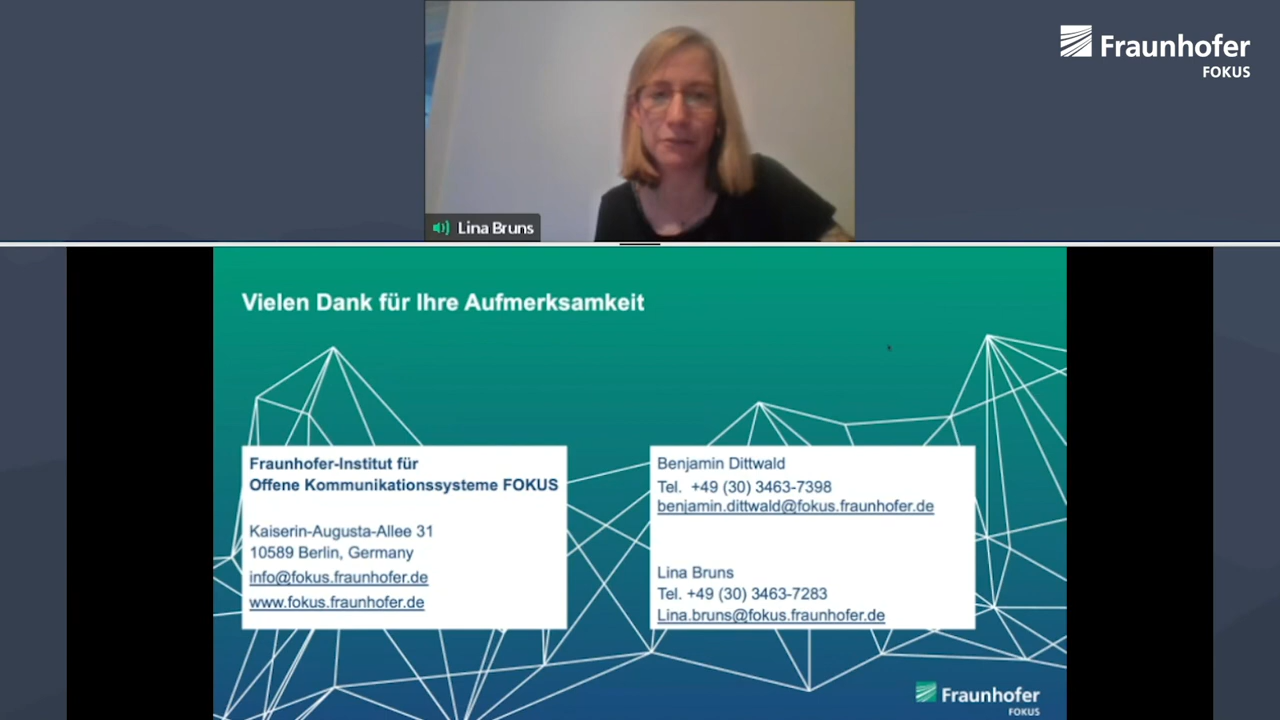 Fraunhofer
FOKUS
Lina Bruns
Vielen Dank für Ihre Aufmerksamkeit
Fraunhofer-Institut für
Offene Kommunikationssysteme FOKUS
Kaiserin-Augusta-Allee 31
10589 Berlin, Germany
info@fokus.fraunhofer.de
www.fokus.fraunhofer.de
Benjamin Dittwald
Tel. +49 (30) 3463-7398
benjamin.dittwald@fokus.fraunhofer.de
Lina Bruns
Tel. +49 (30) 3463-7283
Lina.bruns@fokus.fraunhofer.de
Fraunhofer
FOKUS